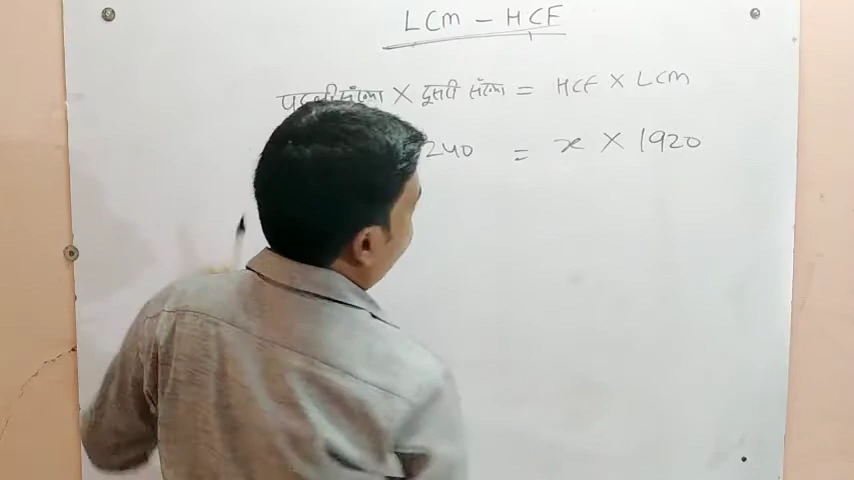 LCM - HCF
पहली संख्या × दूसरी संख्या = HCF × LCM
240 = x × 1920